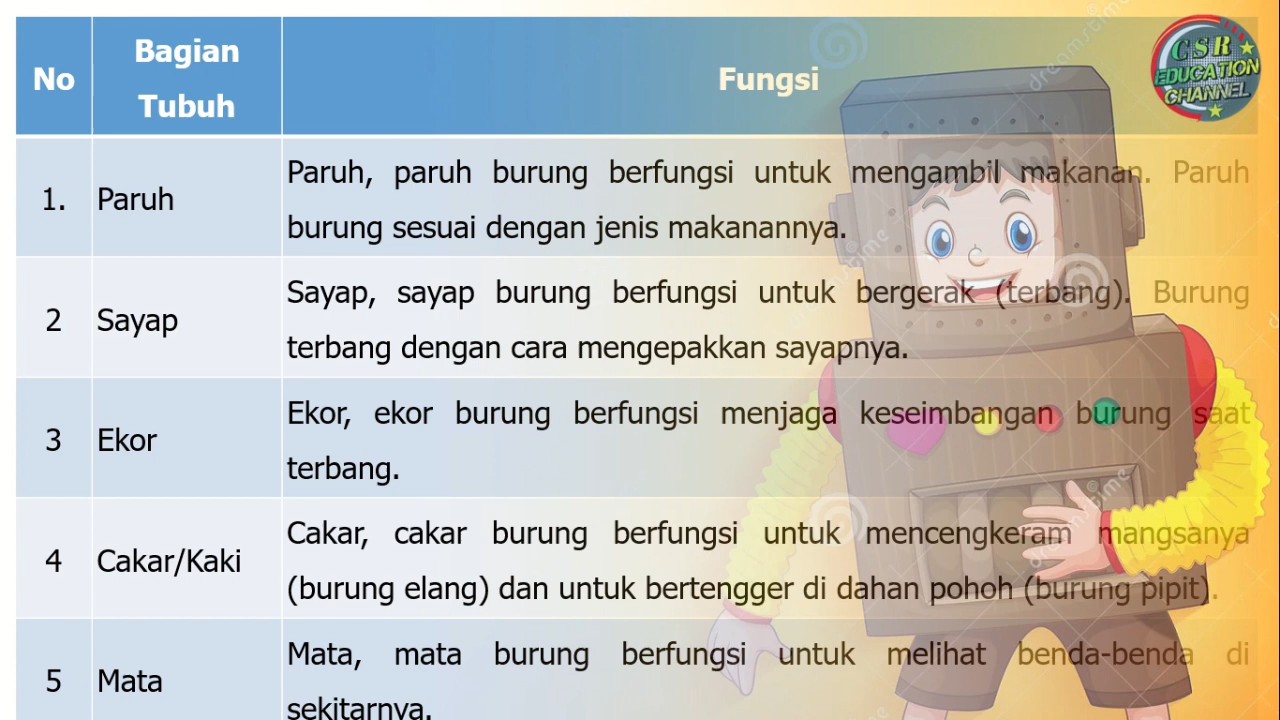 No
Bagian
Tubuh
Fungsi
CSR
EDUCATION
CHANNEL
1.
Paruh
Paruh, paruh burung berfungsi untuk mengambil makanan. Paruh
burung sesuai dengan jenis makanannya.
2
Sayap
Sayap, sayap burung berfungsi untuk bergerak (terbang). Burung
terbang dengan cara mengepakkan sayapnya.
3
Ekor
Ekor, ekor burung berfungsi menjaga keseimbangan burung saat
terbang.
4
Cakar/Kaki
Cakar, cakar burung berfungsi untuk mencengkeram mangsanya
(burung elang) dan untuk bertengger di dahan pohoh (burung pipit).
5
Mata
Mata, mata burung berfungsi untuk melihat benda-benda di
sekitarnya.
dreamstime
dreamstime
dreamstime
dreamstime